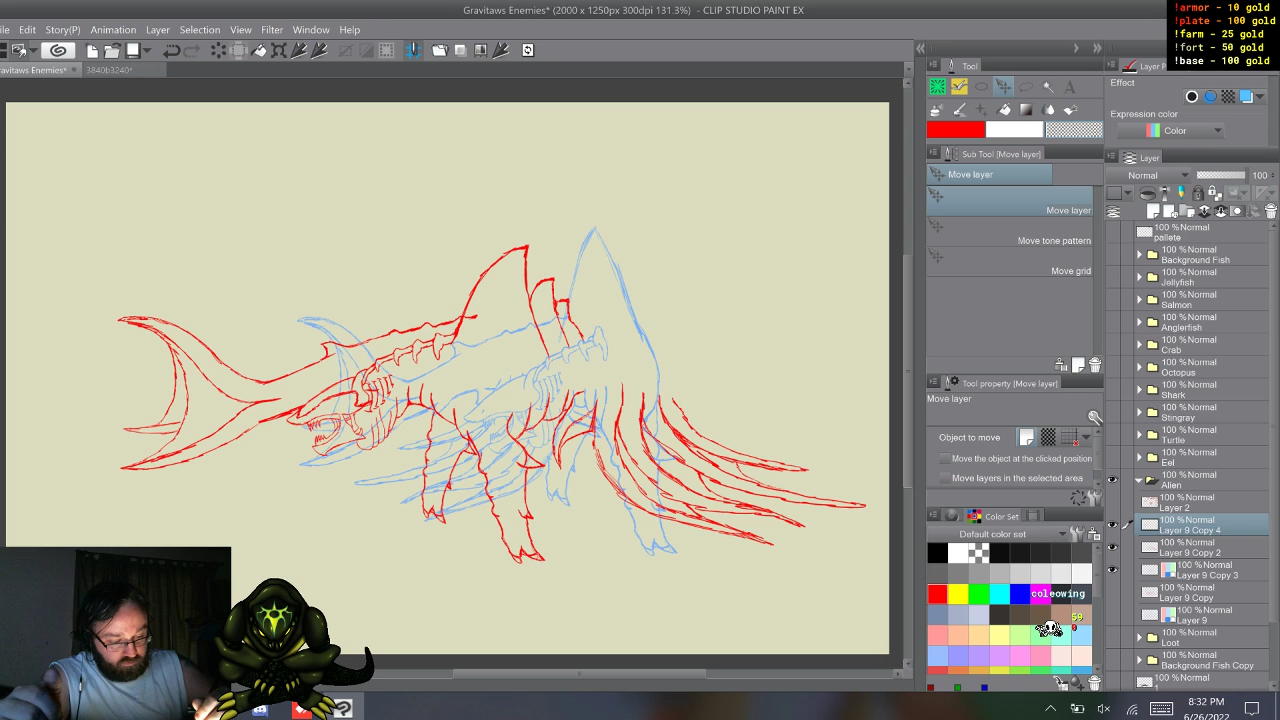 Gravitaws Enemies* (2000 x 1250px 300dpi 131.3%) - CLIP STUDIO PAINT EX
!armor - 10 gold
!plate - 100 gold
!farm - 25 gold
!fort - 50 gold
!base - 100 gold
ile Edit Story(P) Animation Layer Selection View Filter Window Help
ravitaws Enemies* 3840b3240*
Tool
Layer P
Effect
Expression color
Color
Sub Tool [Move layer]
Move layer
Move layer
Move tone pattern
Move grid
Tool property [Move layer]
Move layer
Object to move
Move the object at the clicked position
Move layers in the selected area
Color Set
Default color set
coleowing
59
Layer
Normal 100
100 %Normal
pallete
100 %Normal
Background Fish
100 %Normal
Jellyfish
100 %Normal
Salmon
100 %Normal
Anglerfish
100 %Normal
Crab
100 %Normal
Octopus
100 %Normal
Shark
100 %Normal
Stingray
100 %Normal
Turtle
100 %Normal
Eel
100 %Normal
Alien
100 %Normal
Layer 2
100 %Normal
Layer 9 Copy 4
100 %Normal
Layer 9 Copy 2
100 %Normal
Layer 9 Copy 3
100 %Normal
Layer 9 Copy
100 %Normal
Layer 9
100 %Normal
Loot
100 %Normal
Background Fish Copy
100 %Normal
8:32 PM
6/26/2022